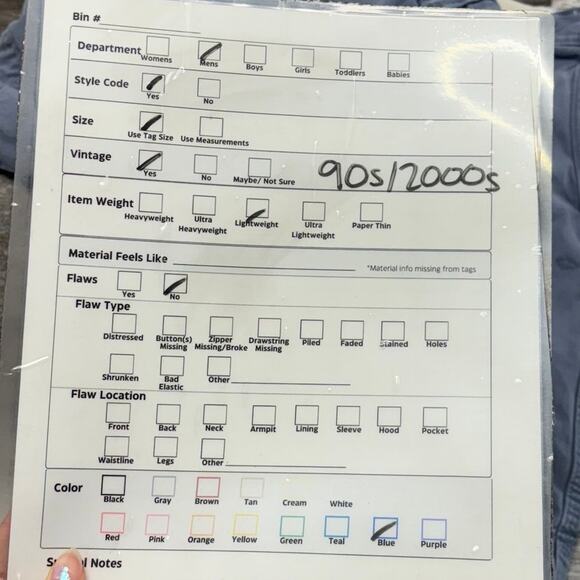 Bin #
Department Womens Mens Boys Girls Toddlers Babies
Style Code Yes No
Size Use Tag Size Use Measurements
Vintage Yes No Maybe/ Not Sure 90s/2000s
Item Weight Heavyweight Ultra Heavyweight Lightweight Ultra Lightweight Paper Thin
Material Feels Like *Material info missing from tags
Flaws Yes No
Flaw Type
Distressed Button(s) Missing Zipper Missing/Broke Drawstring Missing Piled Faded Stained Holes
Shrunken Bad Elastic Other
Flaw Location
Front Back Neck Armpit Lining Sleeve Hood Pocket
Waistline Legs Other
Color Black Gray Brown Tan Cream White
Red Pink Orange Yellow Green Teal Blue Purple
Notes